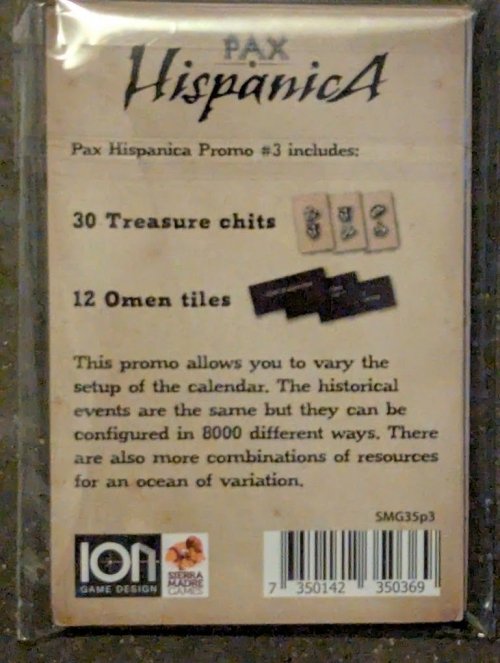 PAX
Hispanica
Pax Hispanica Promo #3 includes:
30 Treasure chits
12 Omen tiles
This promo allows you to vary the
setup of the calendar. The historical
events are the same but they can be
configured in 8000 different ways. There
are also more combinations of resources
for an ocean of variation.
SMG35p3
ION
GAME DESIGN
SIERRA
MADRE
GAMES
7 350142 350369